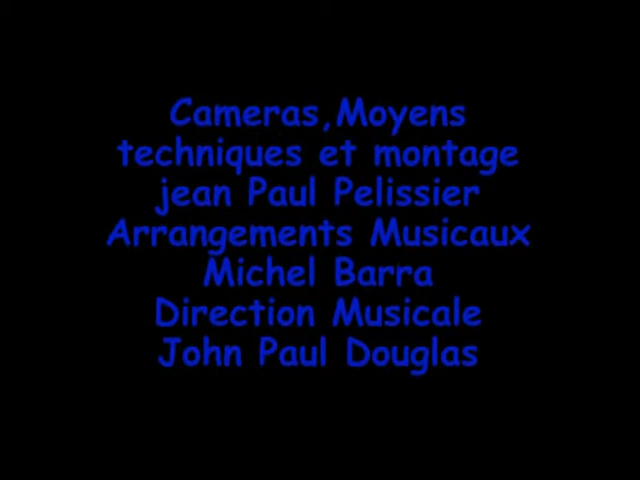 Cameras,Moyens
techniques et montage
jean Paul Pelissier
Arrangements Musicaux
Michel Barra
Direction Musicale
John Paul Douglas